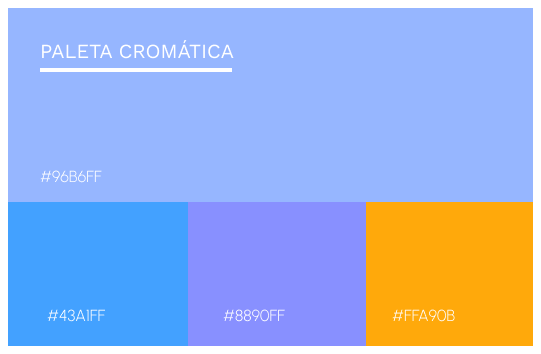 PALETA CROMÁTICA
#96B6FF
#43A1FF
#8890FF
#FFA90B